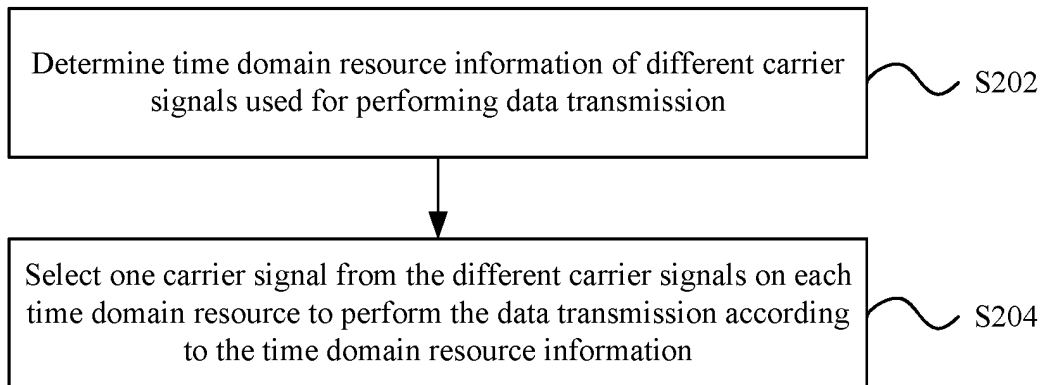 Determine time domain resource information of different carrier
signals used for performing data transmission
S202
Select one carrier signal from the different carrier signals on each
time domain resource to perform the data transmission according
to the time domain resource information
S204